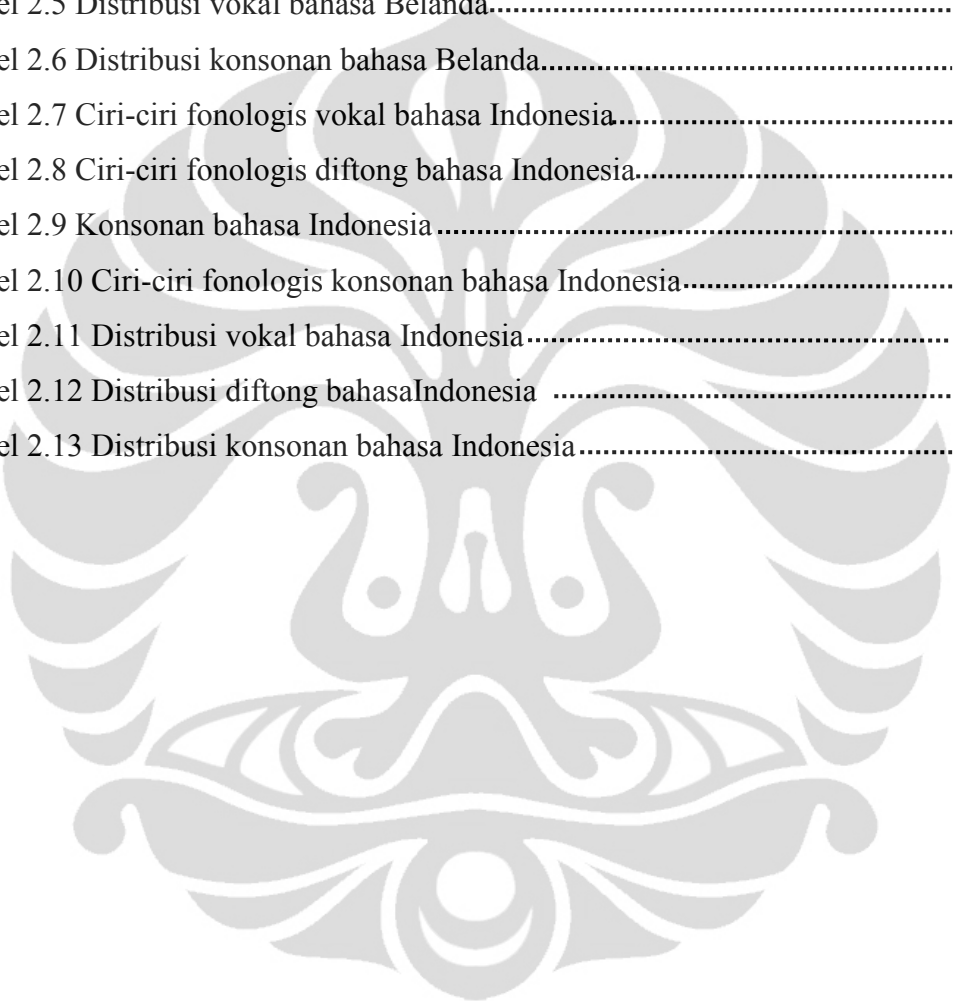 el 2.5 Distribusi vokal bahasa Belanda................................................................
el 2.6 Distribusi konsonan bahasa Belanda........................................................
el 2.7 Ciri-ciri fonologis vokal bahasa Indonesia..............................................
el 2.8 Ciri-ciri fonologis diftong bahasa Indonesia...........................................
el 2.9 Konsonan bahasa Indonesia......................................................................
el 2.10 Ciri-ciri fonologis konsonan bahasa Indonesia.....................................
el 2.11 Distribusi vokal bahasa Indonesia..........................................................
el 2.12 Distribusi diftong bahasaIndonesia ......................................................
el 2.13 Distribusi konsonan bahasa Indonesia...................................................